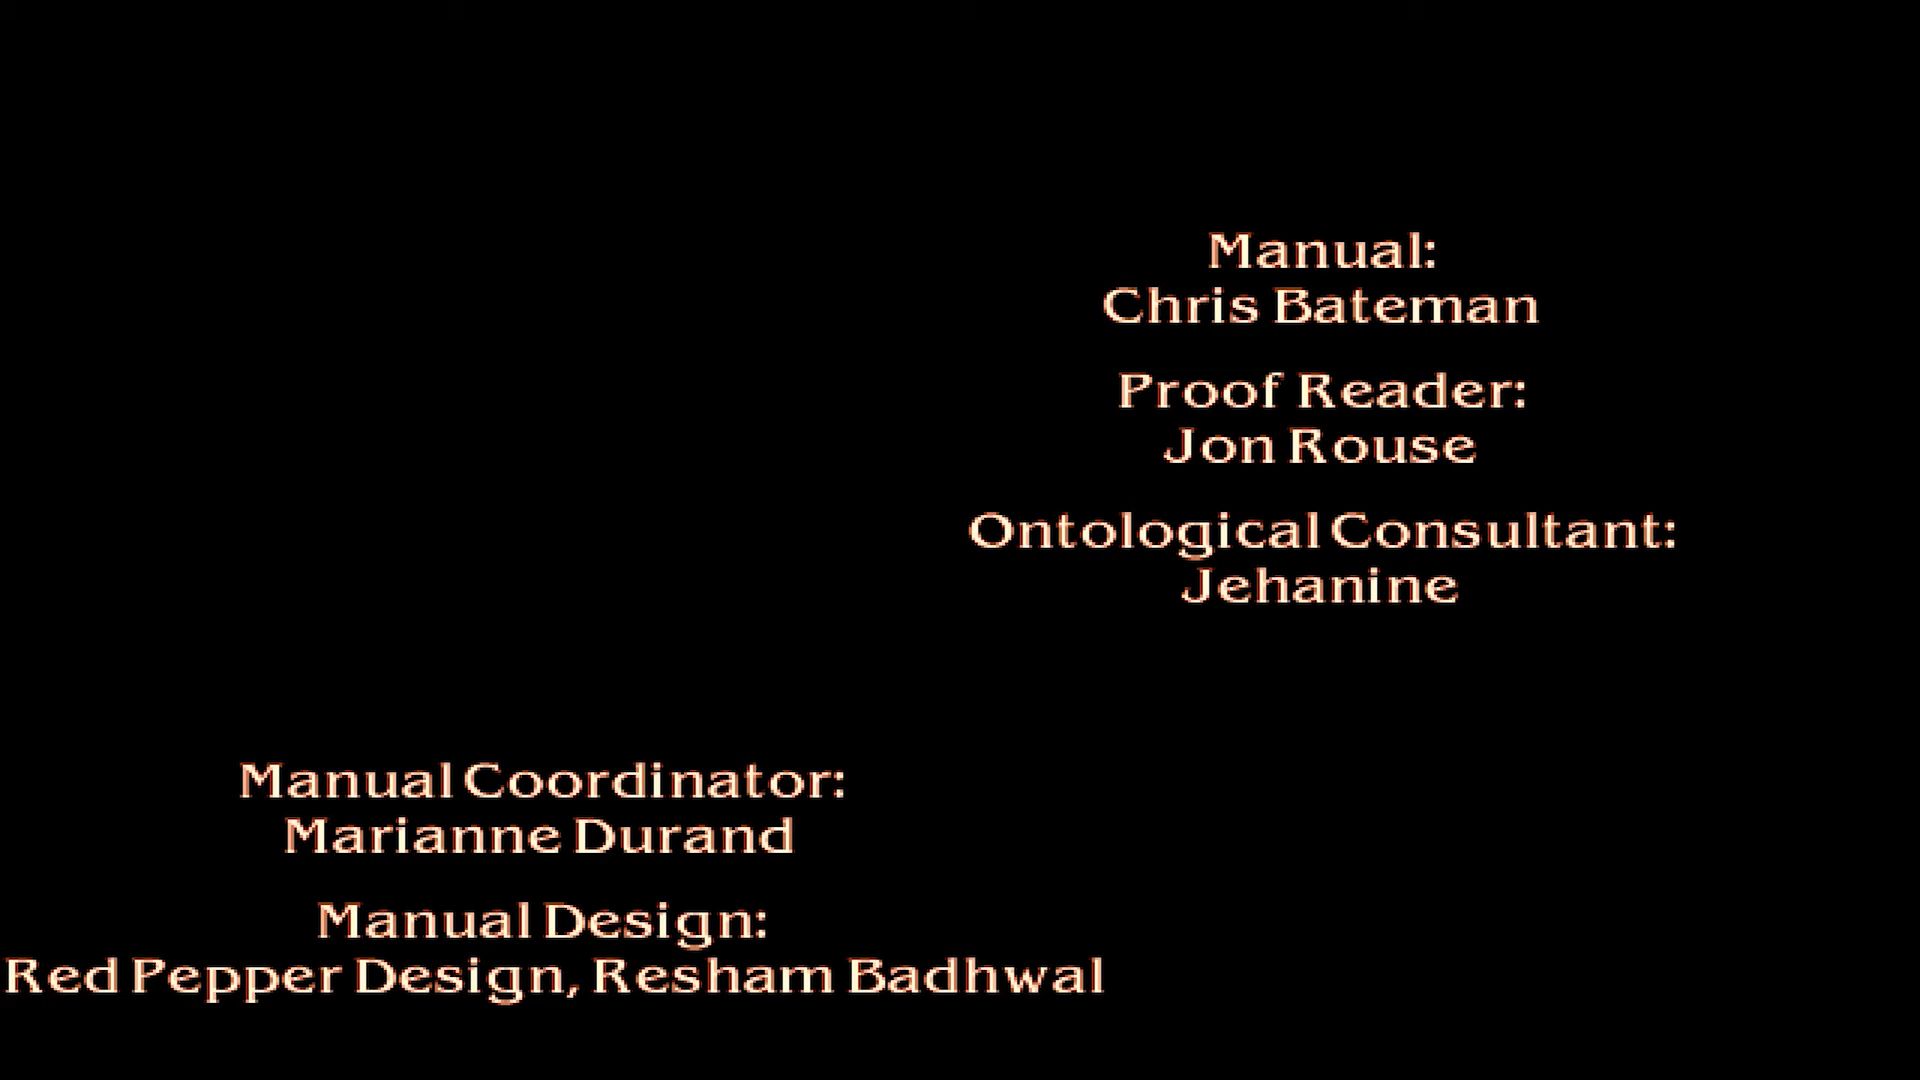 Manual:
Chris Bateman
Proof Reader:
Jon Rouse
Ontological Consultant:
Jehanine
Manual Coordinator:
Marianne Durand
Manual Design:
Red Pepper Design, Resham Badhwal